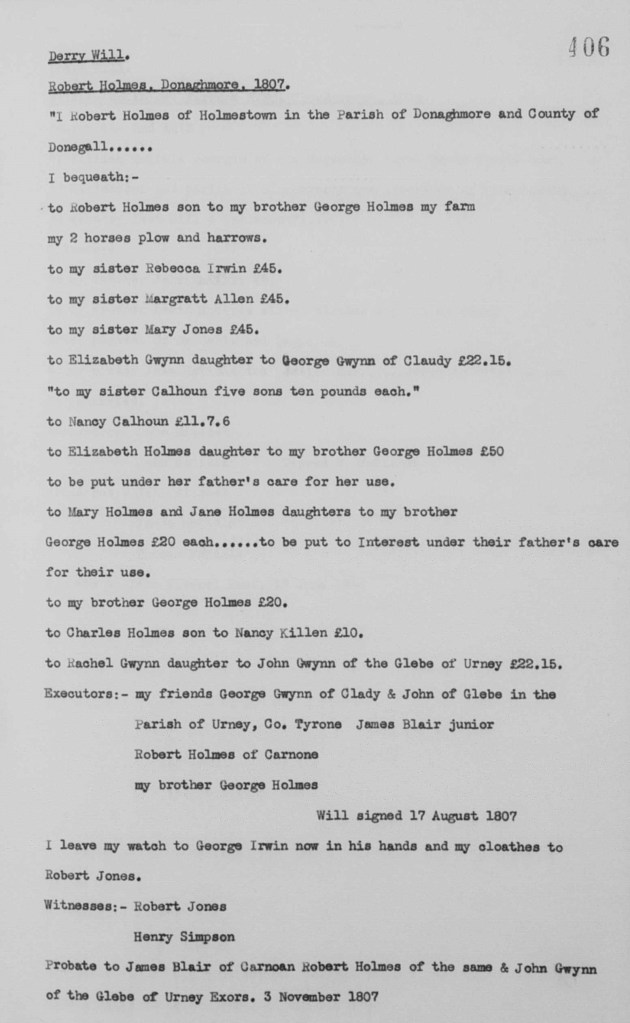 406
Derry Will.
Robert Holmes, Donaghmore, 1807.
"I Robert Holmes of Holmestown in the Parish of Donaghmore and County of
Donegall......
I bequeath:-
to Robert Holmes son to my brother George Holmes my farm
my 2 horses plow and harrows.
to my sister Rebecca Irwin £45.
to my sister Margratt Allen £45.
to my sister Mary Jones £45.
to Elizabeth Gwynn daughter to George Gwynn of Claudy £22.15.
"to my sister Calhoun five sons ten pounds each."
to Nancy Calhoun £11.7.6
to Elizabeth Holmes daughter to my brother George Holmes £50
to be put under her father's care for her use.
to Mary Holmes and Jane Holmes daughters to my brother
George Holmes £20 each......to be put to Interest under their father's care
for their use.
to my brother George Holmes £20.
to Charles Holmes son to Nancy Killen £10.
to Rachel Gwynn daughter to John Gwynn of the Glebe of Urney £22.15.
Executors:- my friends George Gwynn of Clady & John of Glebe in the
Parish of Urney, Co. Tyrone James Blair junior
Robert Holmes of Carnone
my brother George Holmes
Will signed 17 August 1807
I leave my watch to George Irwin now in his hands and my cloathes to
Robert Jones.
Witnesses:- Robert Jones
Henry Simpson
Probate to James Blair of Carnoan Robert Holmes of the same & John Gwynn
of the Glebe of Urney Exors. 3 November 1807